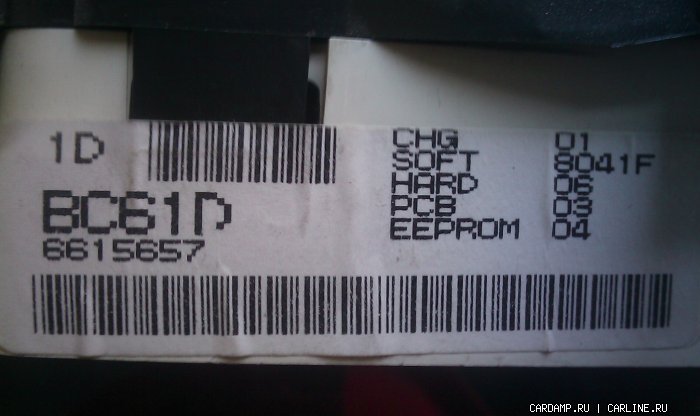 1D
BC61D
6615657
CHG 01
SOFT 8041F
HARD 06
PCB 03
EEPROM 04
CARDAMP.RU | CARLINE.RU